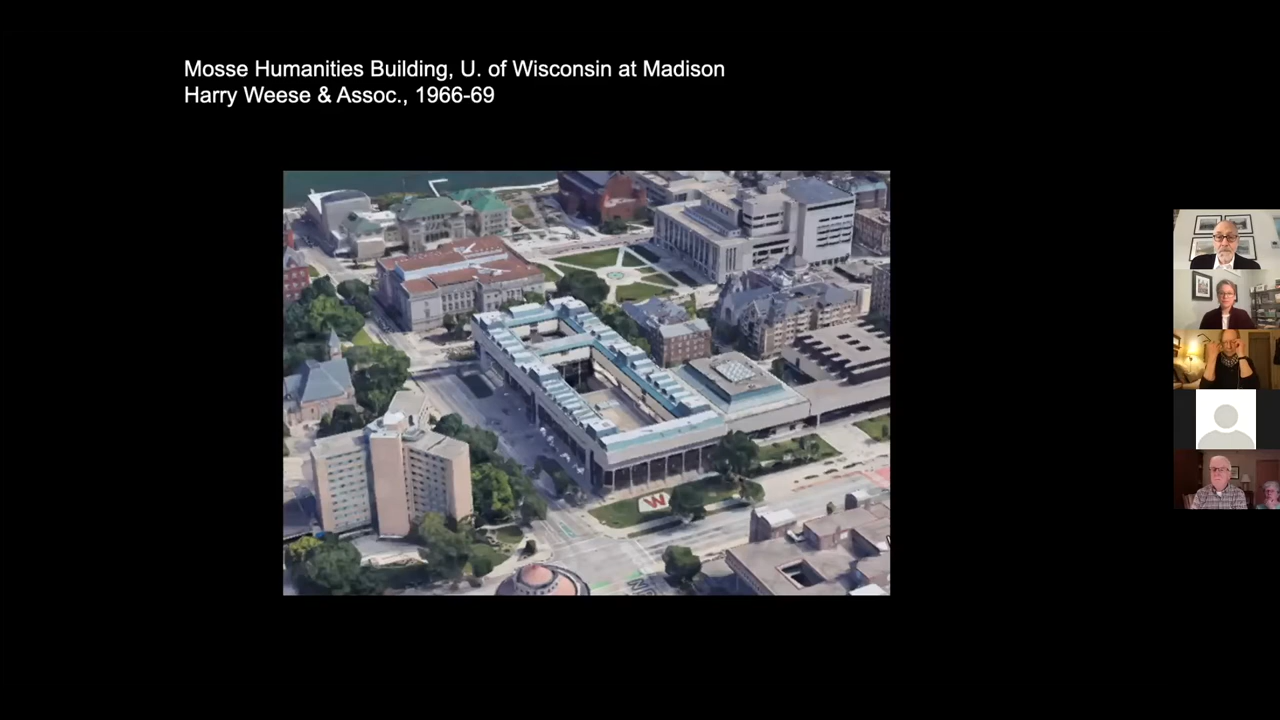 Mosse Humanities Building, U. of Wisconsin at Madison
Harry Weese & Assoc., 1966-69
W